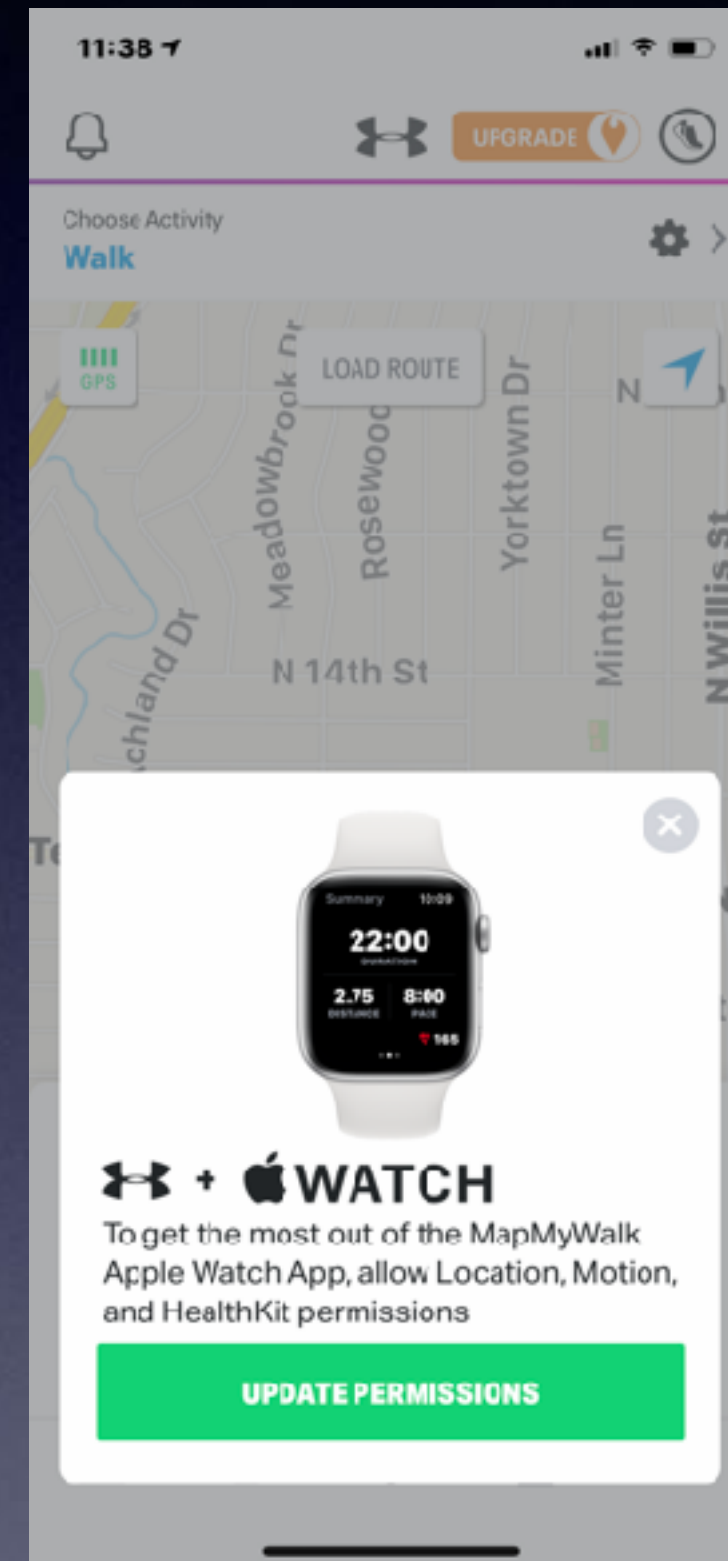 11:38
UPGRADE
Choose Activity
Walk
GPS
LOAD ROUTE
N
Meadowbrook Dr
Rosewood
Yorktown Dr
Minter Ln
N Willis St
N 14th St
Te
Summary 10:09
22:00
DURATION
2.75 8:00
DISTANCE PACE
165
+ WATCH
To get the most out of the MapMyWalk
Apple Watch App, allow Location, Motion,
and HealthKit permissions
UPDATE PERMISSIONS